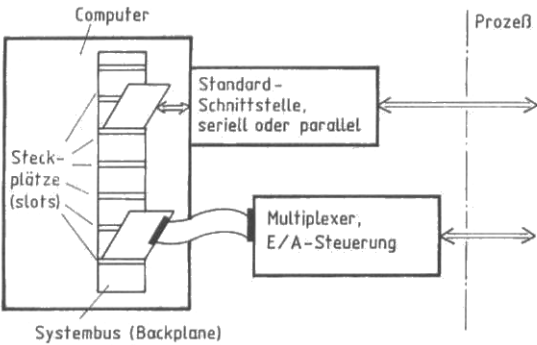 Computer
Prozeß
Standard-
Schnittstelle,
seriell oder parallel
Steck-
plätze
(slots)
Multiplexer,
E/A-Steuerung
Systembus (Backplane)